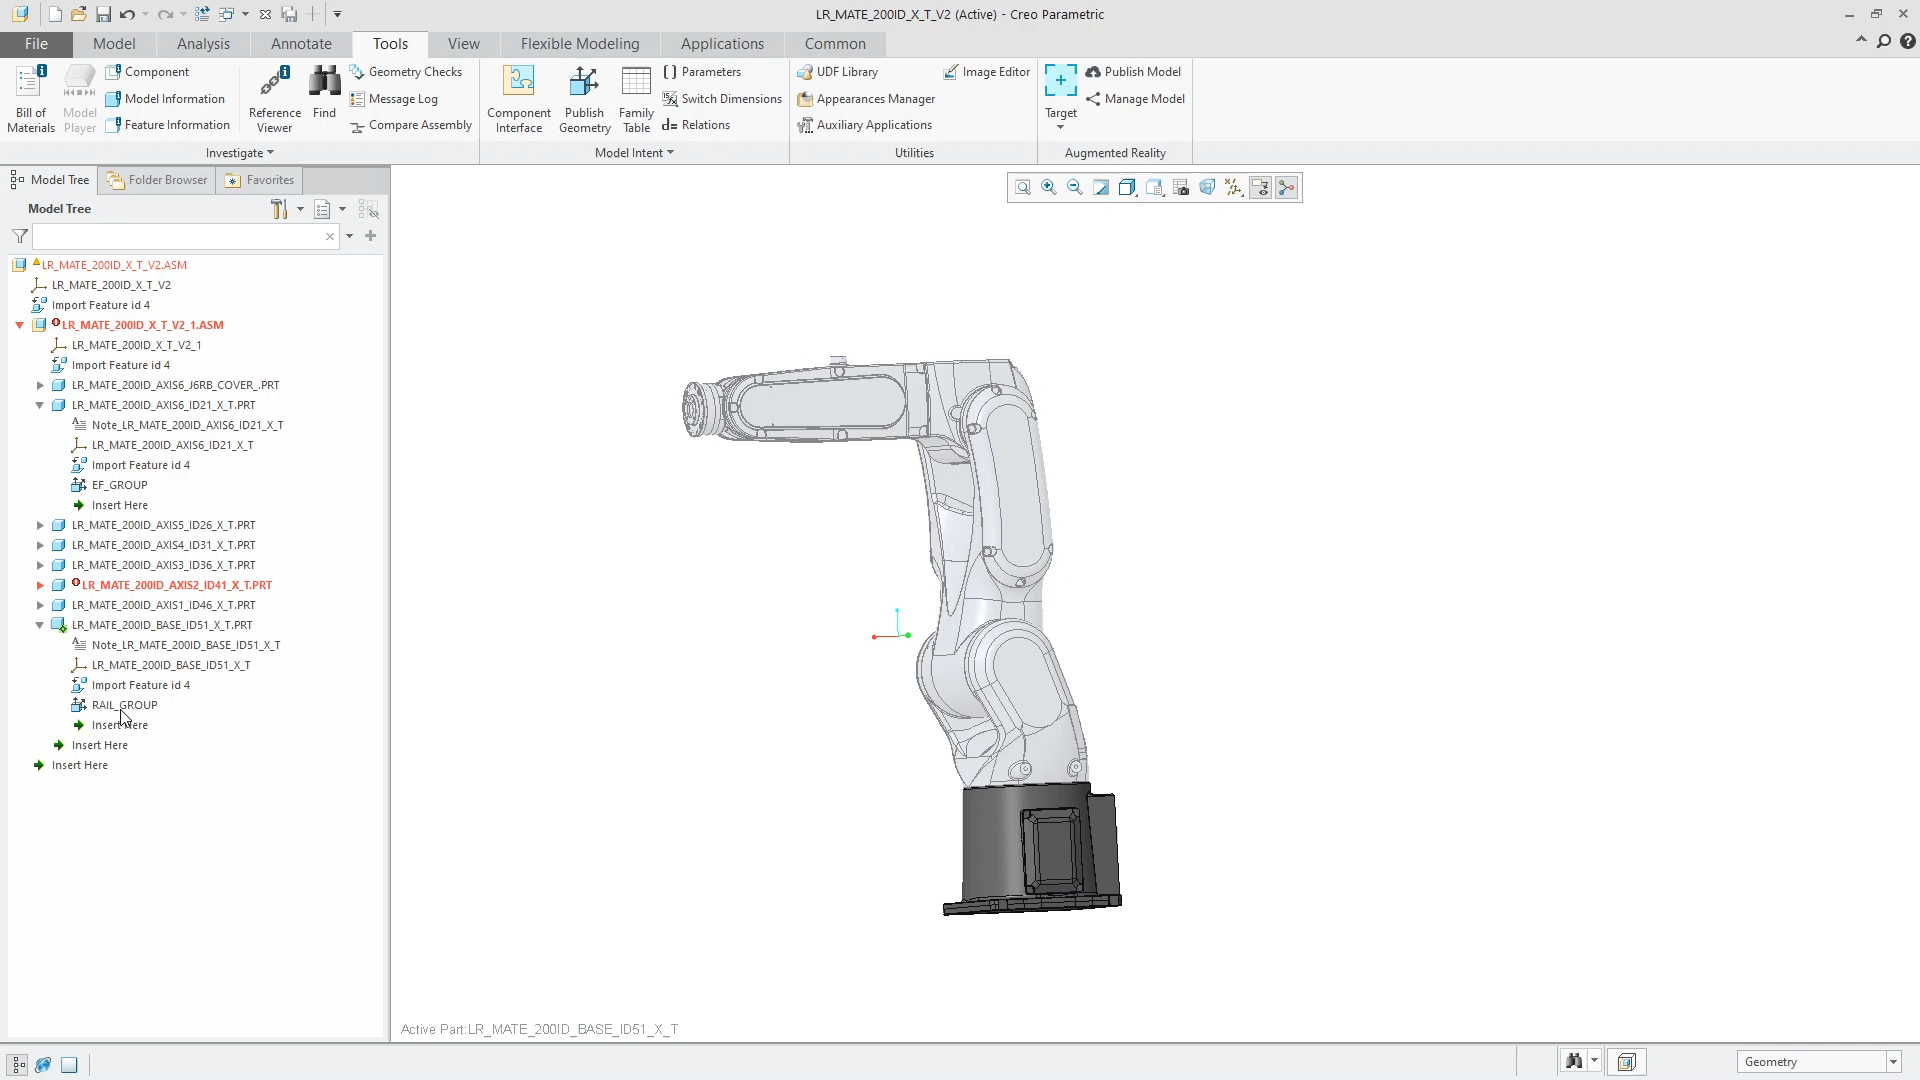 LR_MATE_200ID_X_T_V2 (Active) - Creo Parametric
File Model Analysis Annotate Tools View Flexible Modeling Applications Common
Bill of Materials
Model Player
Component
Model Information
Feature Information
Reference Viewer
Find
Geometry Checks
Message Log
Compare Assembly
Investigate
Component Interface
Publish Geometry
Family Table
Parameters
Switch Dimensions
Relations
Model Intent
UDF Library
Appearances Manager
Auxiliary Applications
Image Editor
Utilities
Target
Publish Model
Manage Model
Augmented Reality
Model Tree Folder Browser Favorites
Model Tree
LR_MATE_200ID_X_T_V2.ASM
LR_MATE_200ID_X_T_V2
Import Feature id 4
LR_MATE_200ID_X_T_V2_1.ASM
LR_MATE_200ID_X_T_V2_1
Import Feature id 4
LR_MATE_200ID_AXIS6_J6RB_COVER_.PRT
LR_MATE_200ID_AXIS6_ID21_X_T.PRT
Note_LR_MATE_200ID_AXIS6_ID21_X_T
LR_MATE_200ID_AXIS6_ID21_X_T
Import Feature id 4
EF_GROUP
Insert Here
LR_MATE_200ID_AXIS5_ID26_X_T.PRT
LR_MATE_200ID_AXIS4_ID31_X_T.PRT
LR_MATE_200ID_AXIS3_ID36_X_T.PRT
LR_MATE_200ID_AXIS2_ID41_X_T.PRT
LR_MATE_200ID_AXIS1_ID46_X_T.PRT
LR_MATE_200ID_BASE_ID51_X_T.PRT
Note_LR_MATE_200ID_BASE_ID51_X_T
LR_MATE_200ID_BASE_ID51_X_T
Import Feature id 4
RAIL_GROUP
Insert Here
Insert Here
Insert Here
Active Part:LR_MATE_200ID_BASE_ID51_X_T
Geometry